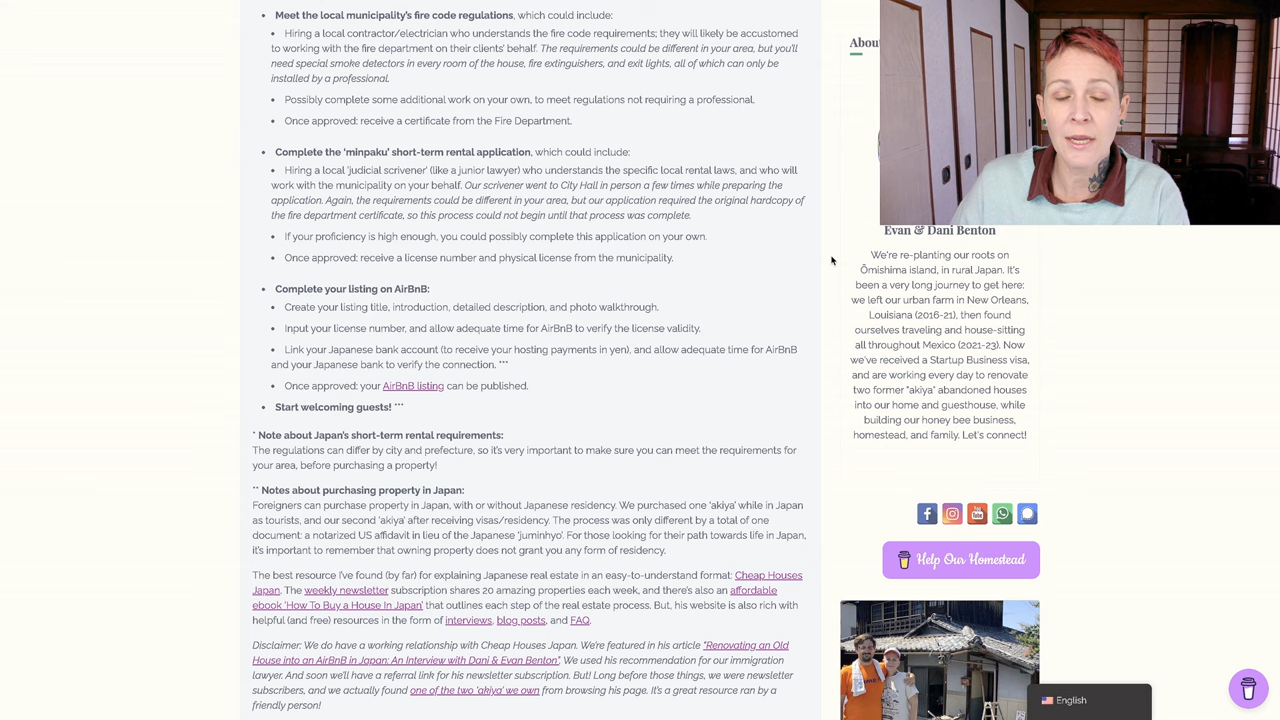 Meet the local municipality's fire code regulations, which could include:
Hiring a local contractor/electrician who understands the fire code requirements; they will likely be accustomed
to working with the fire department on their clients' behalf. The requirements could be different in your area, but you'll
need special smoke detectors in every room of the house, fire extinguishers, and exit lights, all of which can only be
installed by a professional.
Possibly complete some additional work on your own, to meet regulations not requiring a professional.
Once approved: receive a certificate from the Fire Department.
Complete the 'minpaku' short-term rental application, which could include:
Hiring a local 'judicial scrivener' (like a junior lawyer) who understands the specific local rental laws, and who will
work with the municipality on your behalf. Our scrivener went to City Hall in person a few times while preparing the
application. Again, the requirements could be different in your area, but our application required the original hardcopy of
the fire department certificate, so this process could not begin until that process was complete.
If your proficiency is high enough, you could possibly complete this application on your own.
Once approved: receive a license number and physical license from the municipality.
Complete your listing on AirBnB:
Create your listing title, introduction, detailed description, and photo walkthrough.
Input your license number, and allow adequate time for AirBnB to verify the license validity.
Link your Japanese bank account (to receive your hosting payments in yen), and allow adequate time for AirBnB
and your Japanese bank to verify the connection. ***
Once approved: your AirBnB listing can be published.
Start welcoming guests! ***
* Note about Japan's short-term rental requirements:
The regulations can differ by city and prefecture, so it's very important to make sure you can meet the requirements for
your area, before purchasing a property!
** Notes about purchasing property in Japan:
Foreigners can purchase property in Japan, with or without Japanese residency. We purchased one 'akiya' while in Japan
as tourists, and our second 'akiya' after receiving visas/residency. The process was only different by a total of one
document: a notarized US affidavit in lieu of the Japanese 'juminhyo'. For those looking for their path towards life in Japan,
it's important to remember that owning property does not grant you any form of residency.
The best resource I've found (by far) for explaining Japanese real estate in an easy-to-understand format: Cheap Houses
Japan. The weekly newsletter subscription shares 20 amazing properties each week, and there's also an affordable
ebook 'How To Buy a House In Japan' that outlines each step of the real estate process. But, his website is also rich with
helpful (and free) resources in the form of interviews, blog posts, and FAQ.
Disclaimer: We do have a working relationship with Cheap Houses Japan. We're featured in his article "Renovating an Old
House into an AirBnB in Japan: An Interview with Dani & Evan Benton". We used his recommendation for our immigration
lawyer. And soon we'll have a referral link for his newsletter subscription. But! Long before those things, we were newsletter
subscribers, and we actually found one of the two 'akiya' we own from browsing his page. It's a great resource ran by a
friendly person!
Evan & Dani Benton
We're re-planting our roots on
Ōmishima island, in rural Japan. It's
been a very long journey to get here:
we left our urban farm in New Orleans,
Louisiana (2016-21), then found
ourselves traveling and house-sitting
all throughout Mexico (2021-23). Now
we've received a Startup Business visa,
and are working every day to renovate
two former "akiya" abandoned houses
into our home and guesthouse, while
building our honey bee business,
homestead, and family. Let's connect!
Help Our Homestead
English